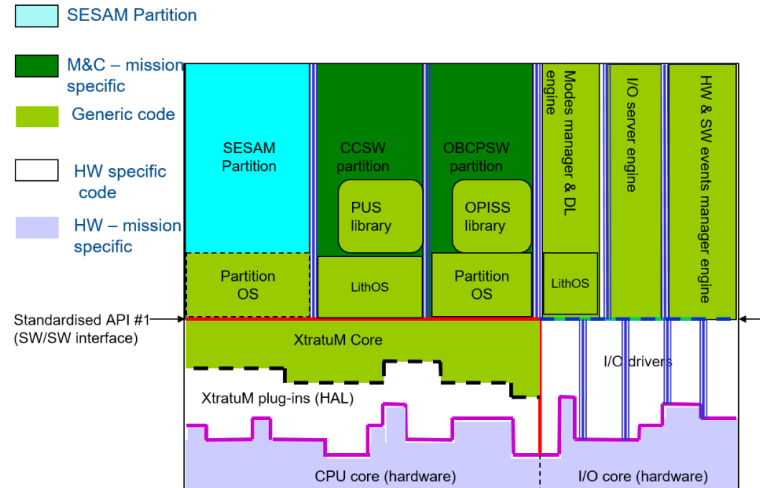 SESAM Partition
M&C – mission
specific
Generic code
HW specific
code
HW – mission
specific
SESAM
Partition
CCSW
partition
OBCPSW
partition
Modes manager & DL
engine
I/O server engine
HW & SW events manager engine
PUS
library
OPISS
library
Partition
OS
LithOS
Partition
OS
LithOS
Standardised API #1
(SW/SW interface)
XtratuM Core
I/O drivers
XtratuM plug-ins (HAL)
CPU core (hardware)
I/O core (hardware)